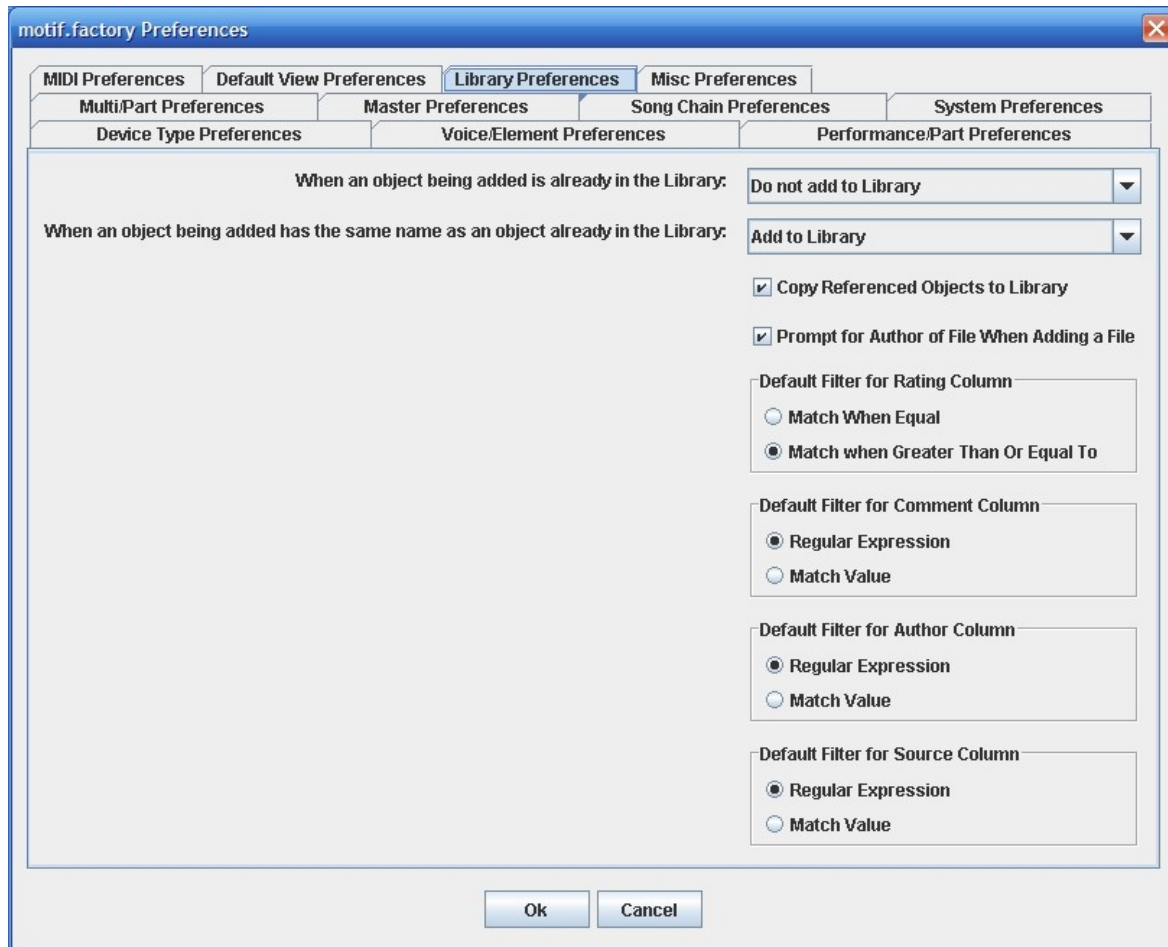 motif.factory Preferences
MIDI Preferences Default View Preferences Library Preferences Misc Preferences
Multi/Part Preferences Master Preferences Song Chain Preferences System Preferences
Device Type Preferences Voice/Element Preferences Performance/Part Preferences
When an object being added is already in the Library: Do not add to Library
When an object being added has the same name as an object already in the Library: Add to Library
Copy Referenced Objects to Library
Prompt for Author of File When Adding a File
Default Filter for Rating Column
Match When Equal
Match when Greater Than Or Equal To
Default Filter for Comment Column
Regular Expression
Match Value
Default Filter for Author Column
Regular Expression
Match Value
Default Filter for Source Column
Regular Expression
Match Value
Ok Cancel